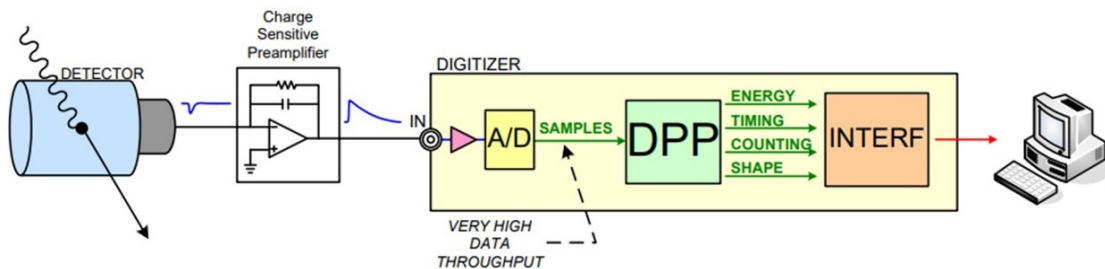 Charge
Sensitive
Preamplifier
DETECTOR
DIGITIZER
IN
A/D
SAMPLES
DPP
ENERGY
TIMING
COUNTING
SHAPE
INTERF
VERY HIGH
DATA
THROUGHPUT